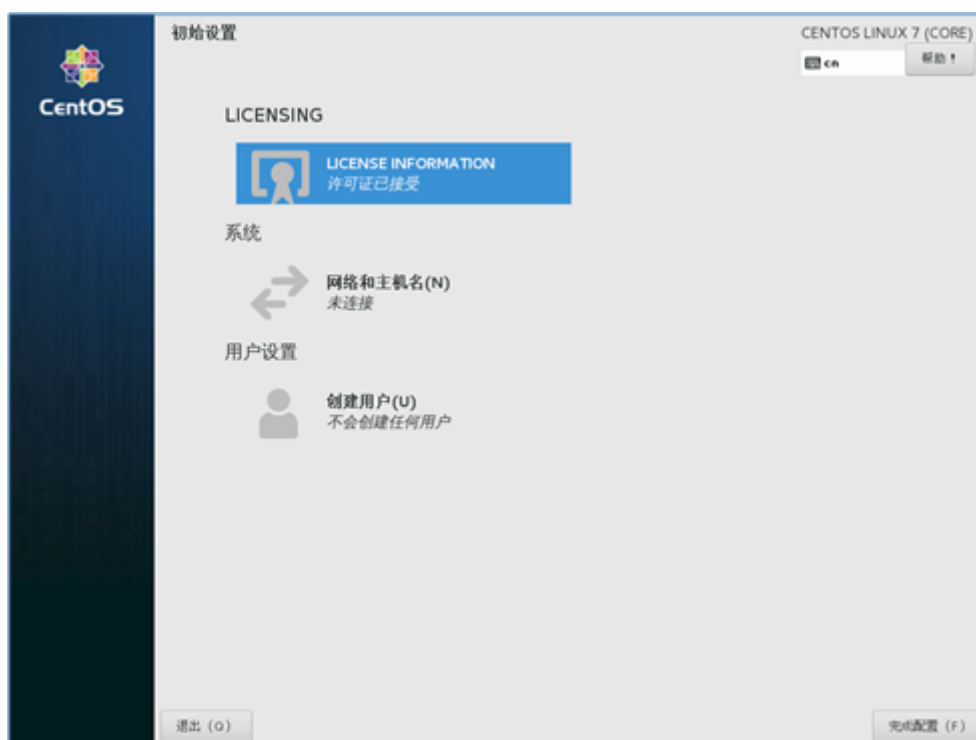 初始设置
CENTOS LINUX 7 (CORE)
cn
帮助！
CentOS
LICENSING
LICENSE INFORMATION
许可证已接受
系统
网络和主机名(N)
未连接
用户设置
创建用户(U)
不会创建任何用户
退出（Q）
完成配置（F）